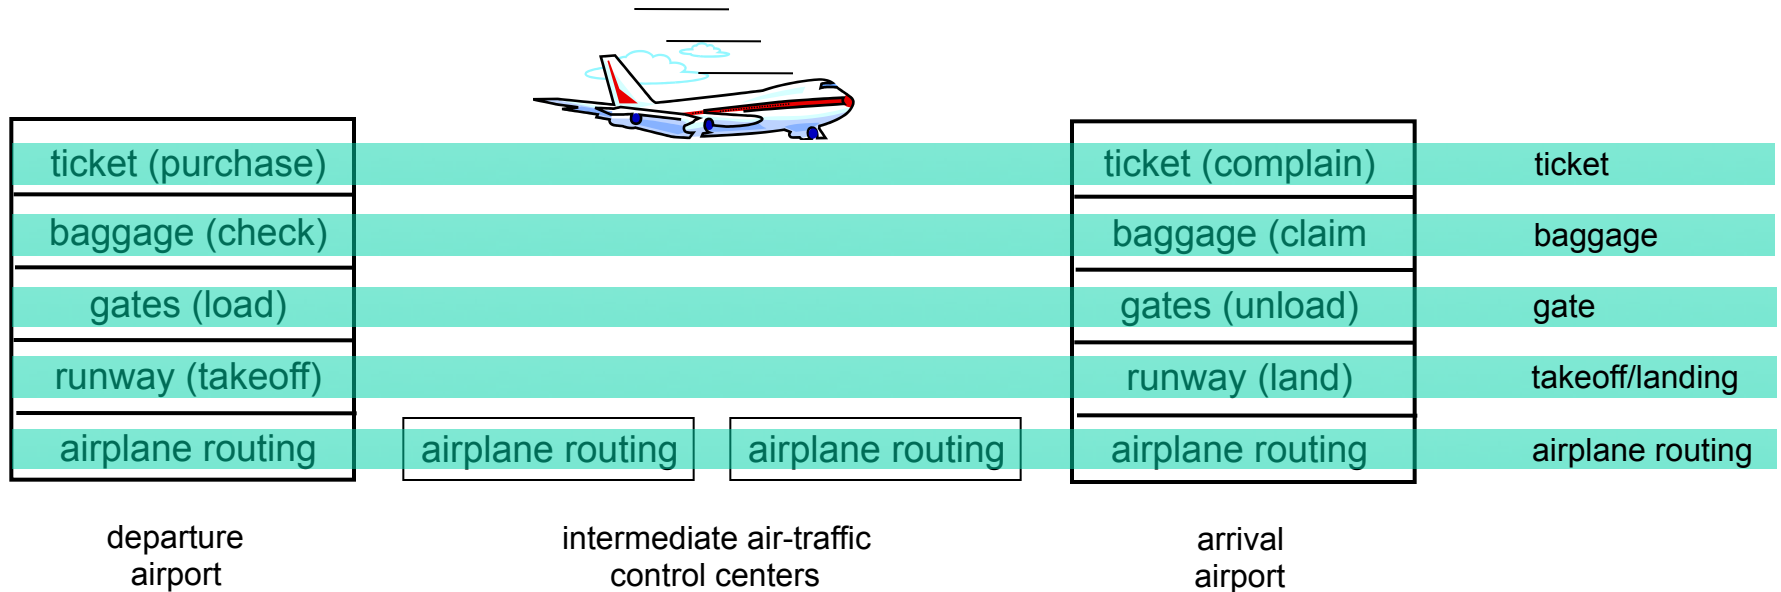 ticket (purchase) ticket (complain) ticket
baggage (check) baggage (claim baggage
gates (load) gates (unload) gate
runway (takeoff) runway (land) takeoff/landing
airplane routing airplane routing airplane routing airplane routing airplane routing
departure
airport
intermediate air-traffic
control centers
arrival
airport